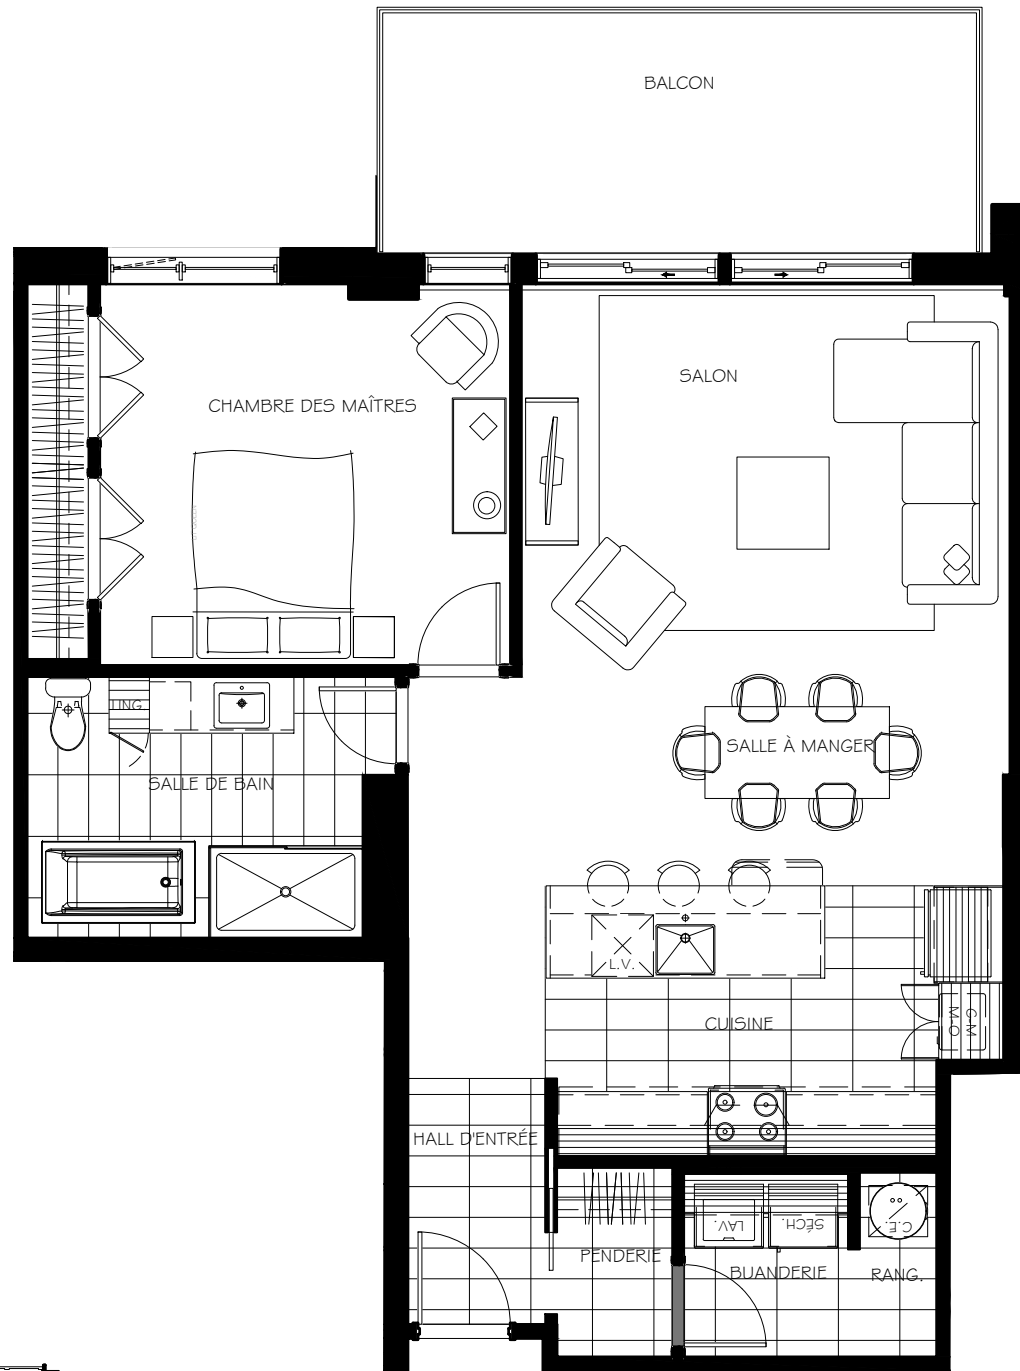 BALCON
SALON
CHAMBRE DES MAÎTRES
LING.
SALLE À MANGER
SALLE DE BAIN
L.V.
CUISINE
G-M
M-O
HALL D'ENTRÉE
LAV.
SÉCH.
C.E.
PENDERIE
BUANDERIE
RANG.